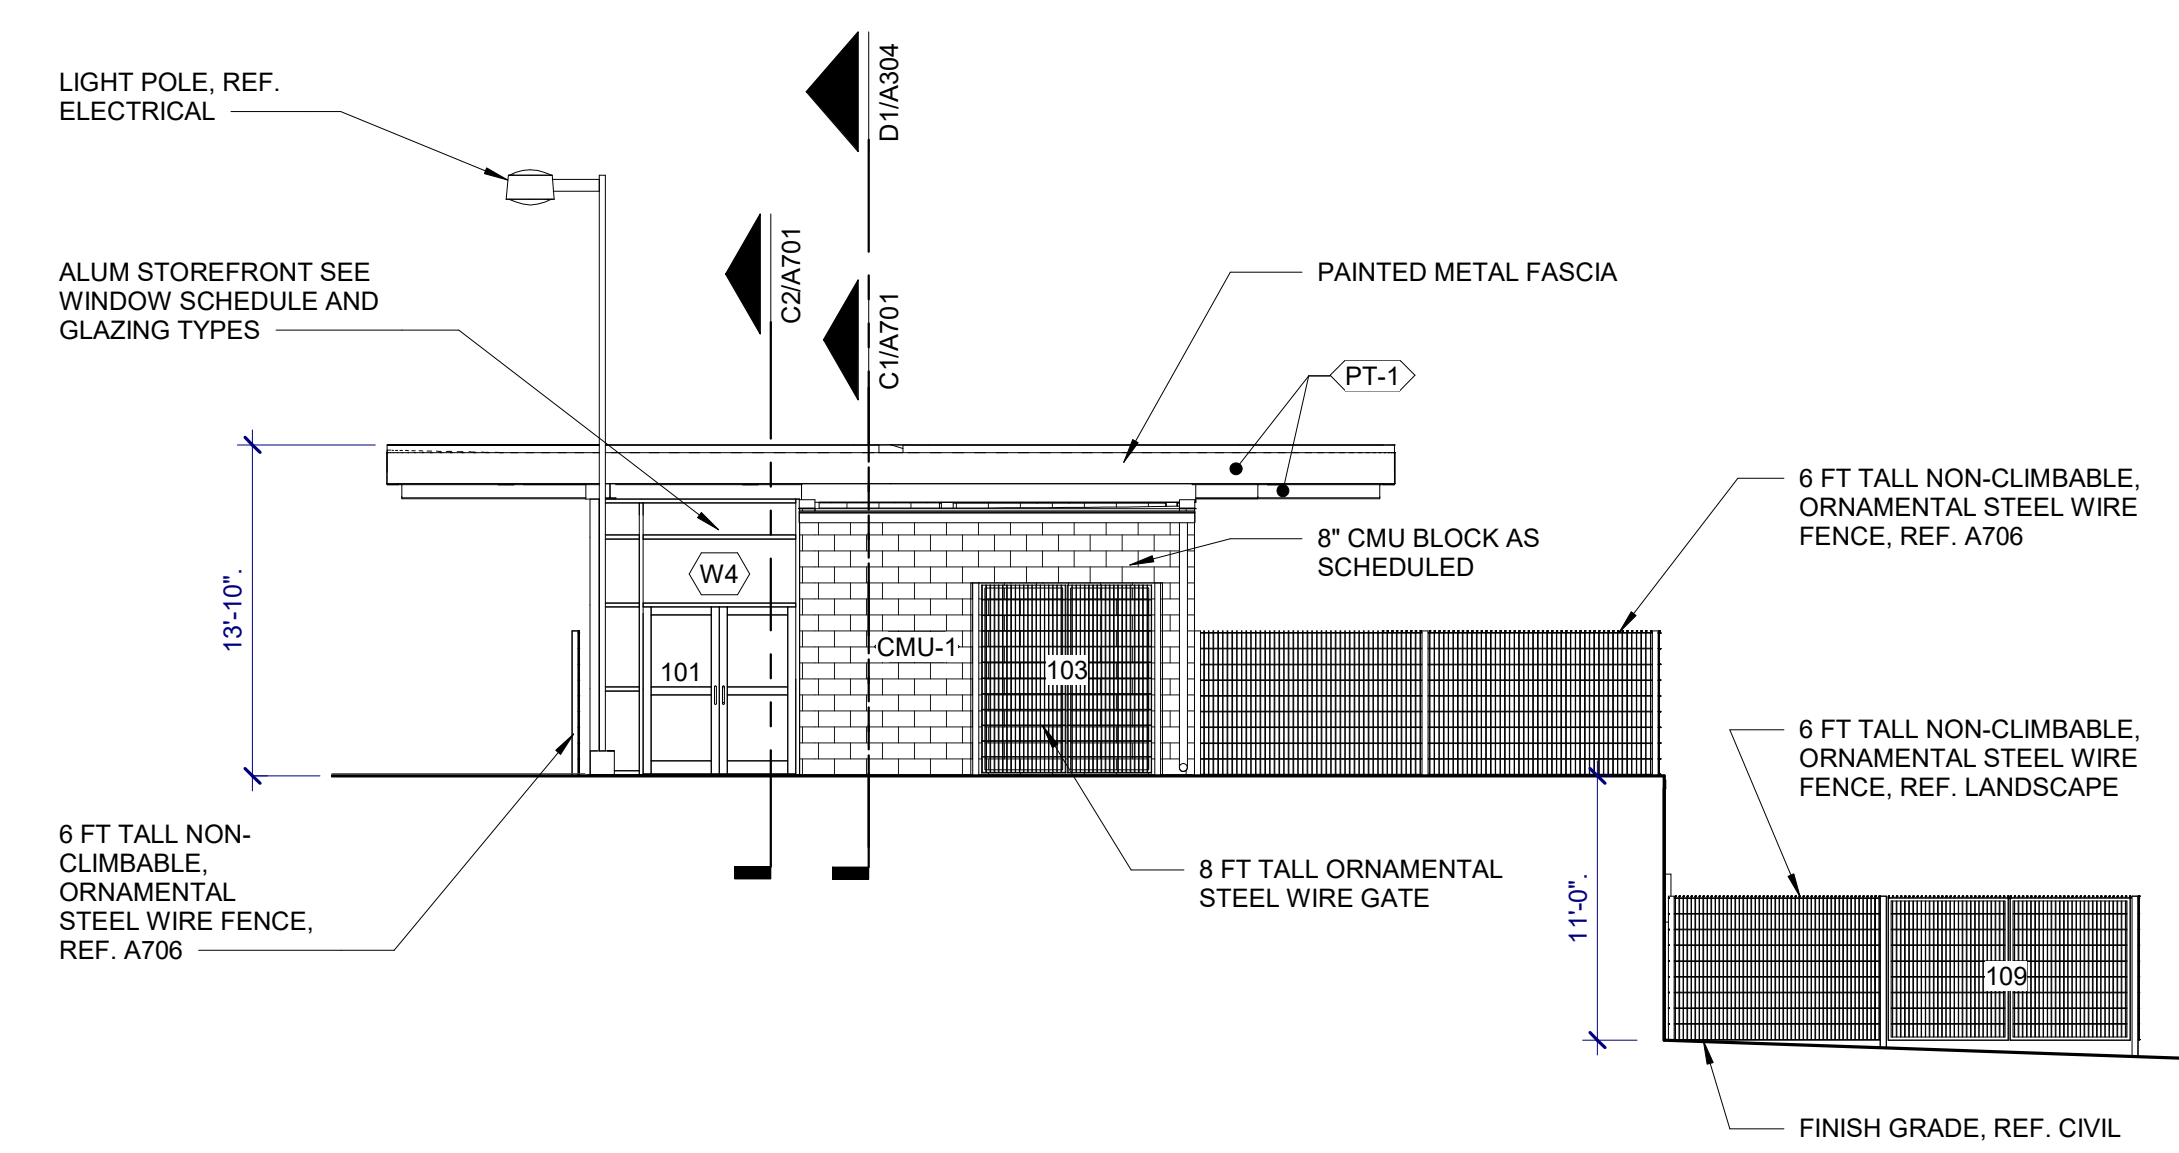 LIGHT POLE, REF.
ELECTRICAL
D1/A304
ALUM STOREFRONT SEE
WINDOW SCHEDULE AND
GLAZING TYPES
C2/A701
C1/A701
PAINTED METAL FASCIA
PT-1
6 FT TALL NON-CLIMBABLE,
ORNAMENTAL STEEL WIRE
FENCE, REF. A706
8" CMU BLOCK AS
SCHEDULED
W4
13'-10".
CMU-1
101
103
6 FT TALL NON-CLIMBABLE,
ORNAMENTAL STEEL WIRE
FENCE, REF. LANDSCAPE
6 FT TALL NON-
CLIMBABLE,
ORNAMENTAL
STEEL WIRE FENCE,
REF. A706
8 FT TALL ORNAMENTAL
STEEL WIRE GATE
11'-0".
109
FINISH GRADE, REF. CIVIL